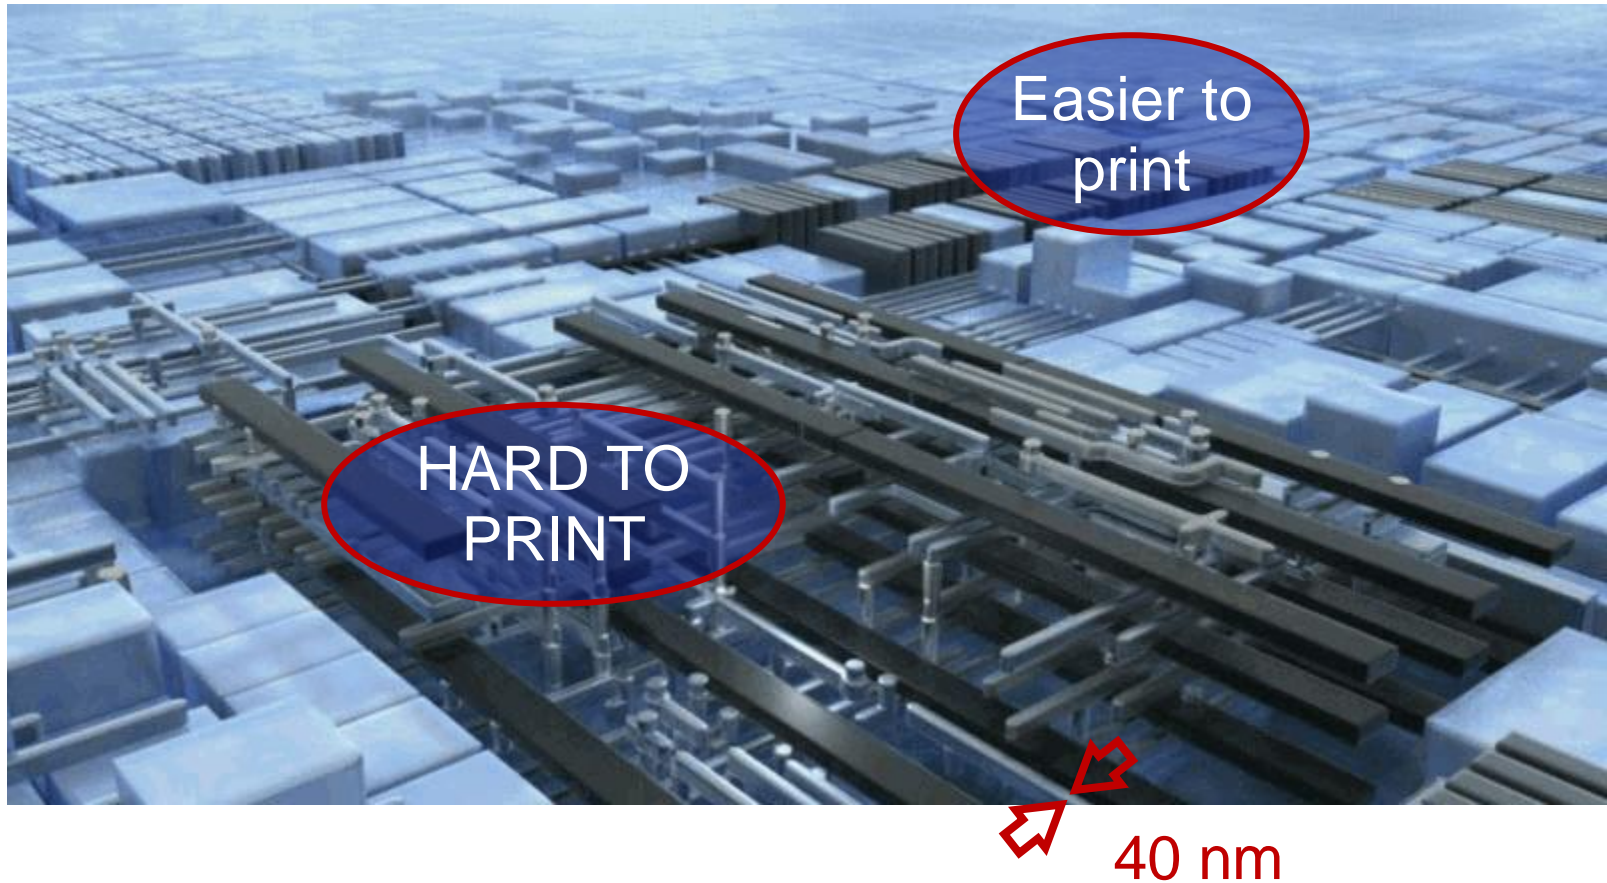 Easier to
print
HARD TO
PRINT
40 nm